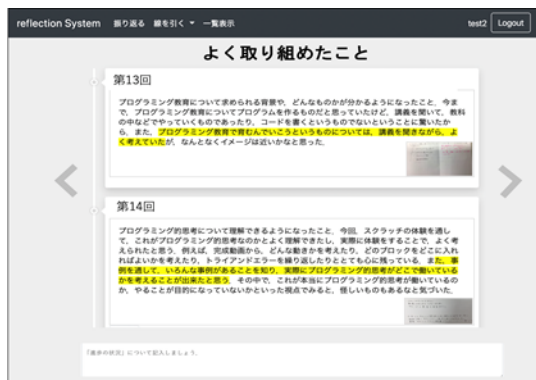 reflection System 振り返る 線を引く 一覧表示 test2 Logout
よく取り組めたこと
第13回
プログラミング教育について求められる背景や，どんなものかが分かるようになったこと．今ま
で，プログラミング教育についてプログラムを作るものだと思っていたけど，講義を聞いて，教科
の中などでやっていくものであったり，コードを書くというものでないということに驚いたか
ら．また，プログラミング教育で育むんでいこうというものについては，講義を聞きながら，よ
く考えていたが，なんとなくイメージは近いかなと思った．
第14回
プログラミング的思考について理解できるようになったこと．今回，スクラッチの体験を通し
て，これがプログラミング的思考なのかとよく理解できたし，実際に体験をすることで，よく考
えられたと思う．例えば，完成動画から，どんな動きかを考えたり，どのブロックをどこに入れ
ればよいかを考えたり，トライアンドエラーを繰り返したりととても心に残っている．また，事
例を通して，いろんな事例があることを知り，実際にプログラミング的思考がどこで働いている
かを考えることが出来たと思う．その中で，これが本当にプログラミング的思考が働いているの
か，やることが目的になっていないかといった視点でみると，怪しいものもあるなと気づいた．
「進歩の状況」について記入しましょう．